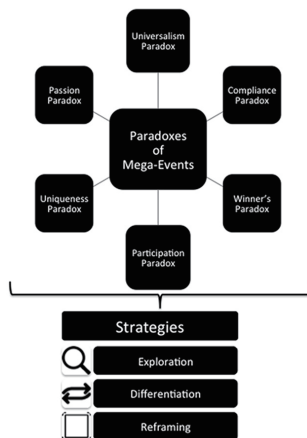 Universalism
Paradox
Passion
Paradox
Compliance
Paradox
Paradoxes
of
Mega-Events
Uniqueness
Paradox
Winner's
Paradox
Participation
Paradox
Strategies
Exploration
Differentiation
Reframing